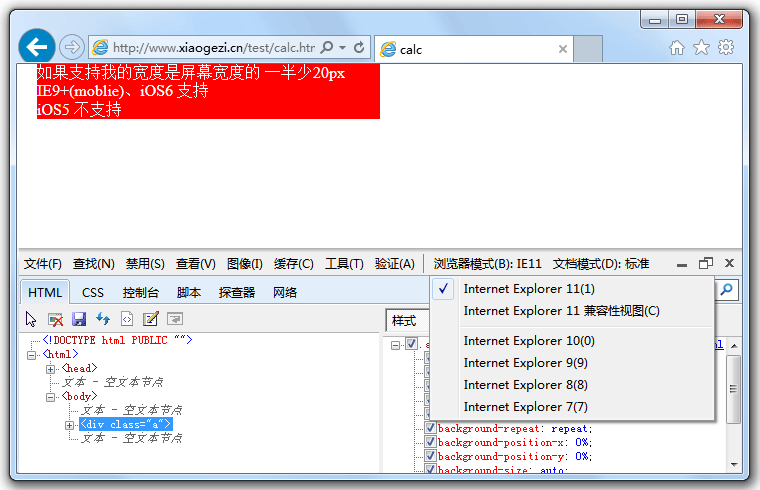 http://www.xiaogezi.cn/test/calc.htm
calc
如果支持我的宽度是屏幕宽度的 一半少20px
IE9+(moblie)、iOS6 支持
iOS5 不支持
文件(F) 查找(N) 禁用(S) 查看(V) 图像(I) 缓存(C) 工具(T) 验证(A) 浏览器模式(B): IE11 文档模式(D): 标准
HTML CSS 控制台 脚本 探查器 网络
Internet Explorer 11(1)
Internet Explorer 11 兼容性视图(C)
Internet Explorer 10(0)
Internet Explorer 9(9)
Internet Explorer 8(8)
Internet Explorer 7(7)
样式
<!DOCTYPE html PUBLIC "">
<html>
<head>
文本 - 空文本节点
<body>
文本 - 空文本节点
<div class="a">
文本 - 空文本节点
.a
background-repeat: repeat;
background-position-x: 0%;
background-position-y: 0%;
background-size: auto;